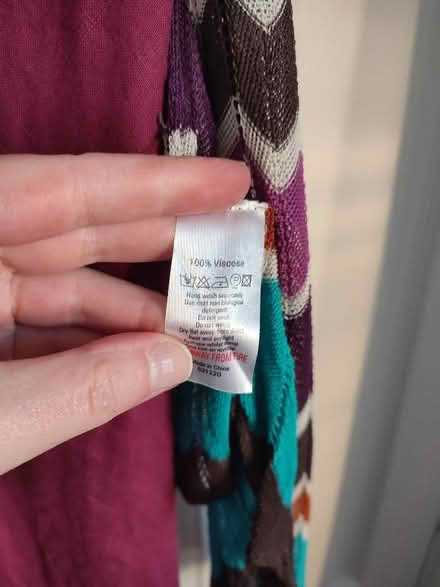 100% Viscose
Hand wash separately
Use mild non biological
detergent
Do not soak
Do not wring
Dry flat away from direct
heat and sunlight
AWAY FROM FIRE
Made in China